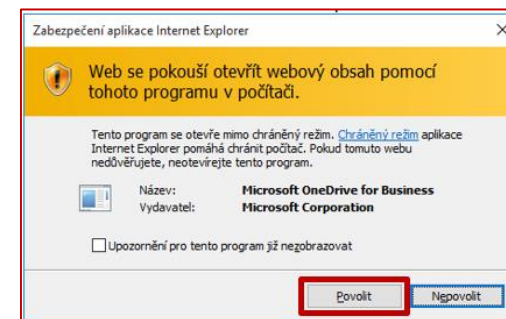 Zabezpečení aplikace Internet Explorer
Web se pokouší otevřít webový obsah pomocí
tohoto programu v počítači.
Tento program se otevře mimo chráněný režim. Chráněný režim aplikace
Internet Explorer pomáhá chránit počítač. Pokud tomuto webu
nedůvěřujete, neotevírejte tento program.
Název: Microsoft OneDrive for Business
Vydavatel: Microsoft Corporation
Upozornění pro tento program již nezobrazovat
Povolit Nepovolit